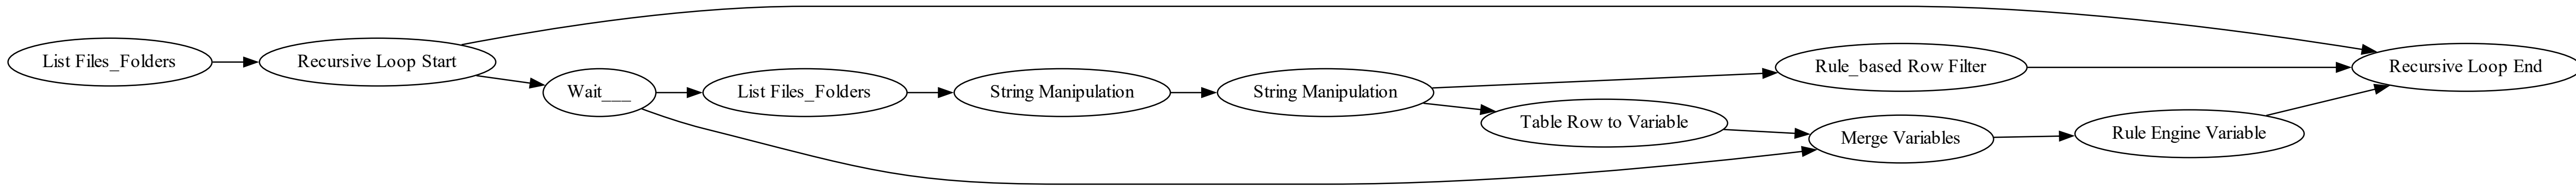 List Files_Folders
Recursive Loop Start
Wait___
List Files_Folders
String Manipulation
String Manipulation
Rule_based Row Filter
Table Row to Variable
Merge Variables
Rule Engine Variable
Recursive Loop End